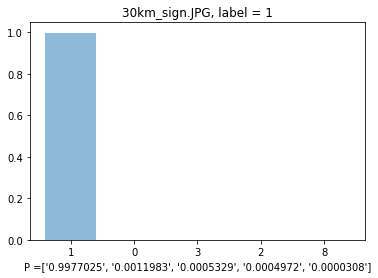 30km_sign.JPG, label = 1
1.0
0.8
0.6
0.4
0.2
0.0
1 0 3 2 8
P =['0.9977025', '0.0011983', '0.0005329', '0.0004972', '0.0000308']